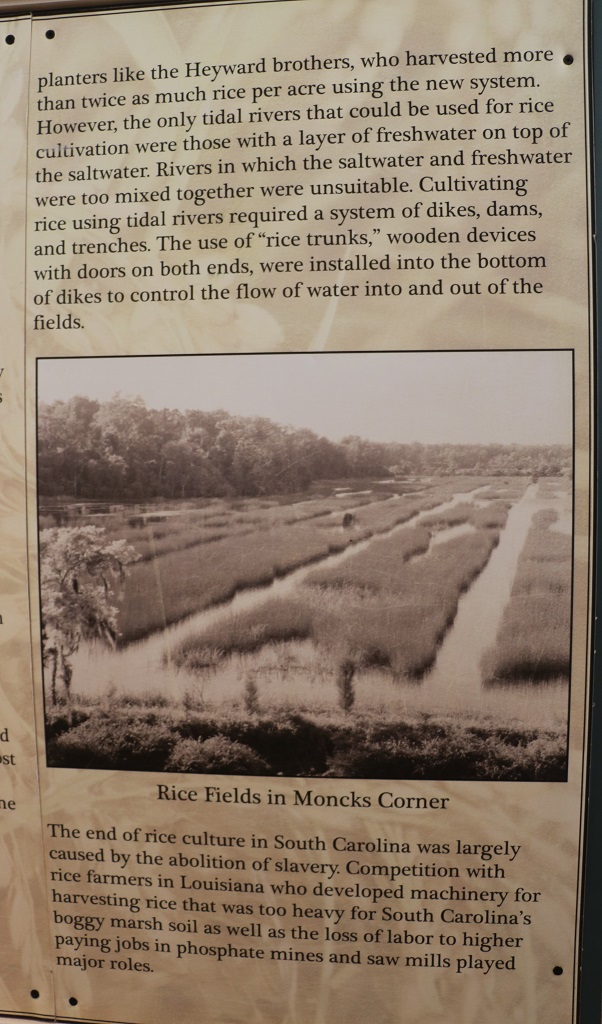 planters like the Heyward brothers, who harvested more
than twice as much rice per acre using the new system.
However, the only tidal rivers that could be used for rice
cultivation were those with a layer of freshwater on top of
the saltwater. Rivers in which the saltwater and freshwater
were too mixed together were unsuitable. Cultivating
rice using tidal rivers required a system of dikes, dams,
and trenches. The use of “rice trunks,” wooden devices
with doors on both ends, were installed into the bottom
of dikes to control the flow of water into and out of the
fields.
Rice Fields in Moncks Corner
The end of rice culture in South Carolina was largely
caused by the abolition of slavery. Competition with
rice farmers in Louisiana who developed machinery for
harvesting rice that was too heavy for South Carolina’s
boggy marsh soil as well as the loss of labor to higher
paying jobs in phosphate mines and saw mills played
major roles.